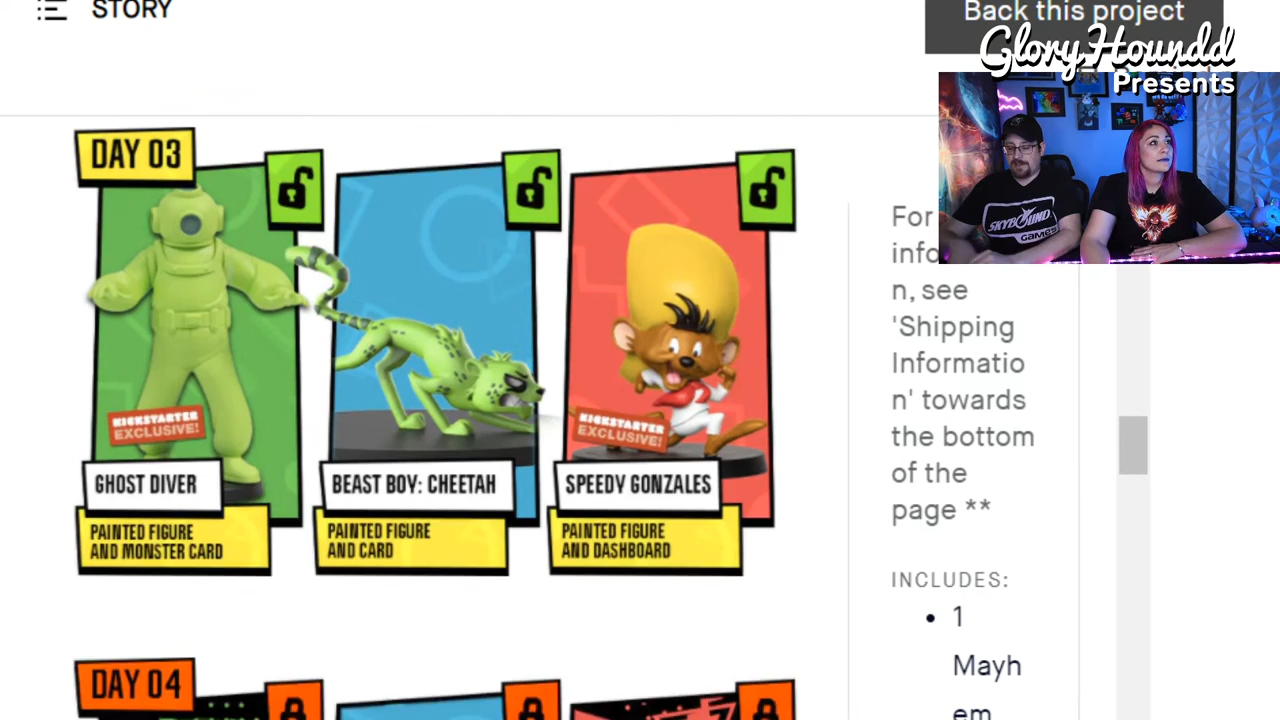 STORY
Back this project
GloryHoundd
Presents
SKYBOUND
GAMES
DAY 03
KICKSTARTER
EXCLUSIVE!
GHOST DIVER
PAINTED FIGURE
AND MONSTER CARD
BEAST BOY: CHEETAH
PAINTED FIGURE
AND CARD
KICKSTARTER
EXCLUSIVE!
SPEEDY GONZALES
PAINTED FIGURE
AND DASHBOARD
For
info
n, see
'Shipping
Informatio
n' towards
the bottom
of the
page **
INCLUDES:
• 1
Mayh
em
DAY 04